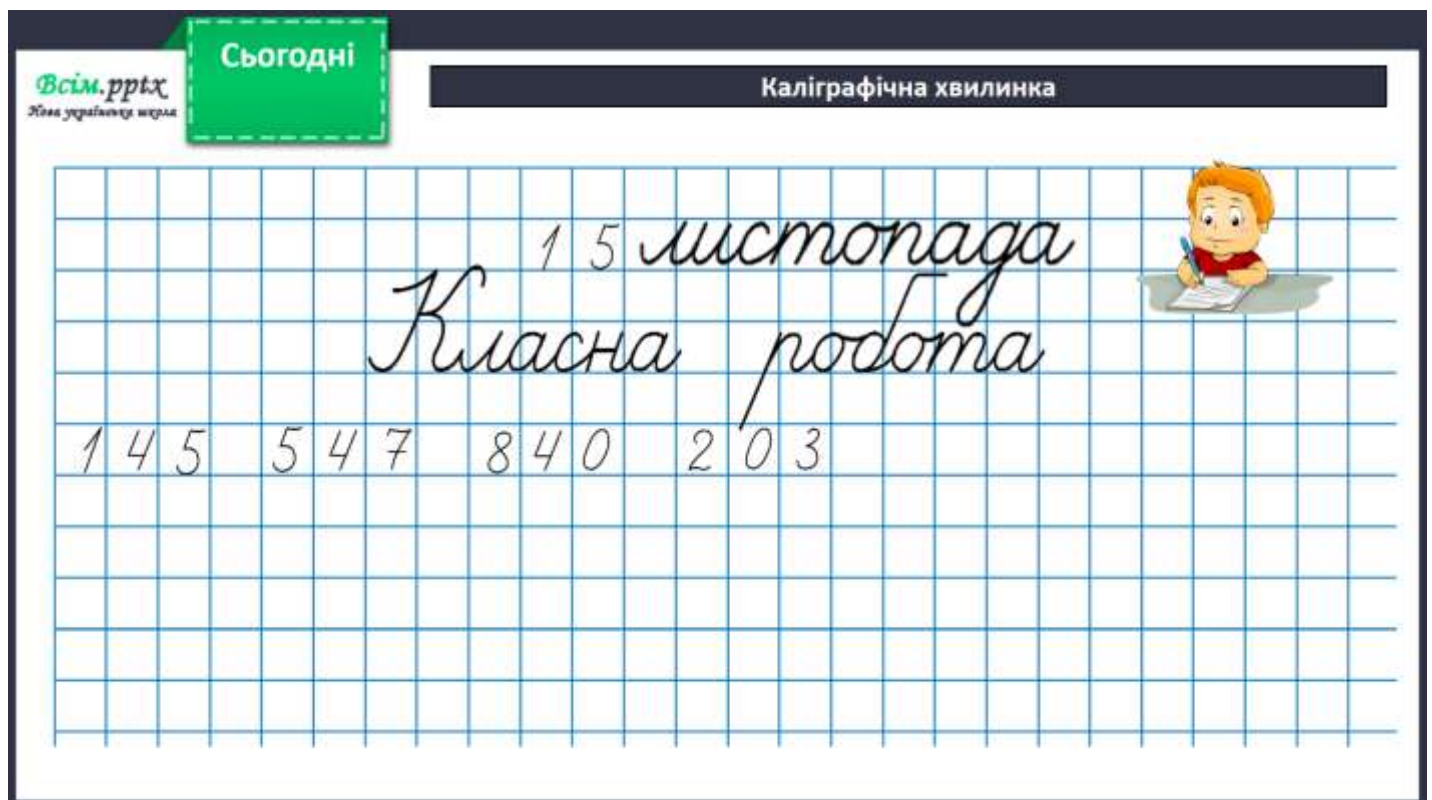 Сьогодні
Всім.pptx
Нова українська школа
Каліграфічна хвилинка
15 листопада
Класна робота
145 547 840 203